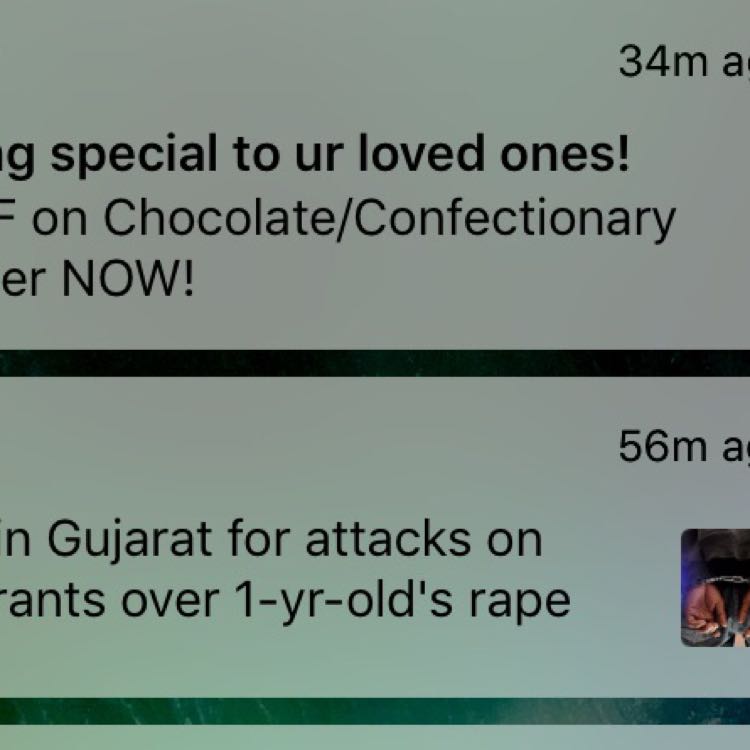 34m ag
ng special to ur loved ones!
F on Chocolate/Confectionary
er NOW!
56m ag
in Gujarat for attacks on
rants over 1-yr-old's rape